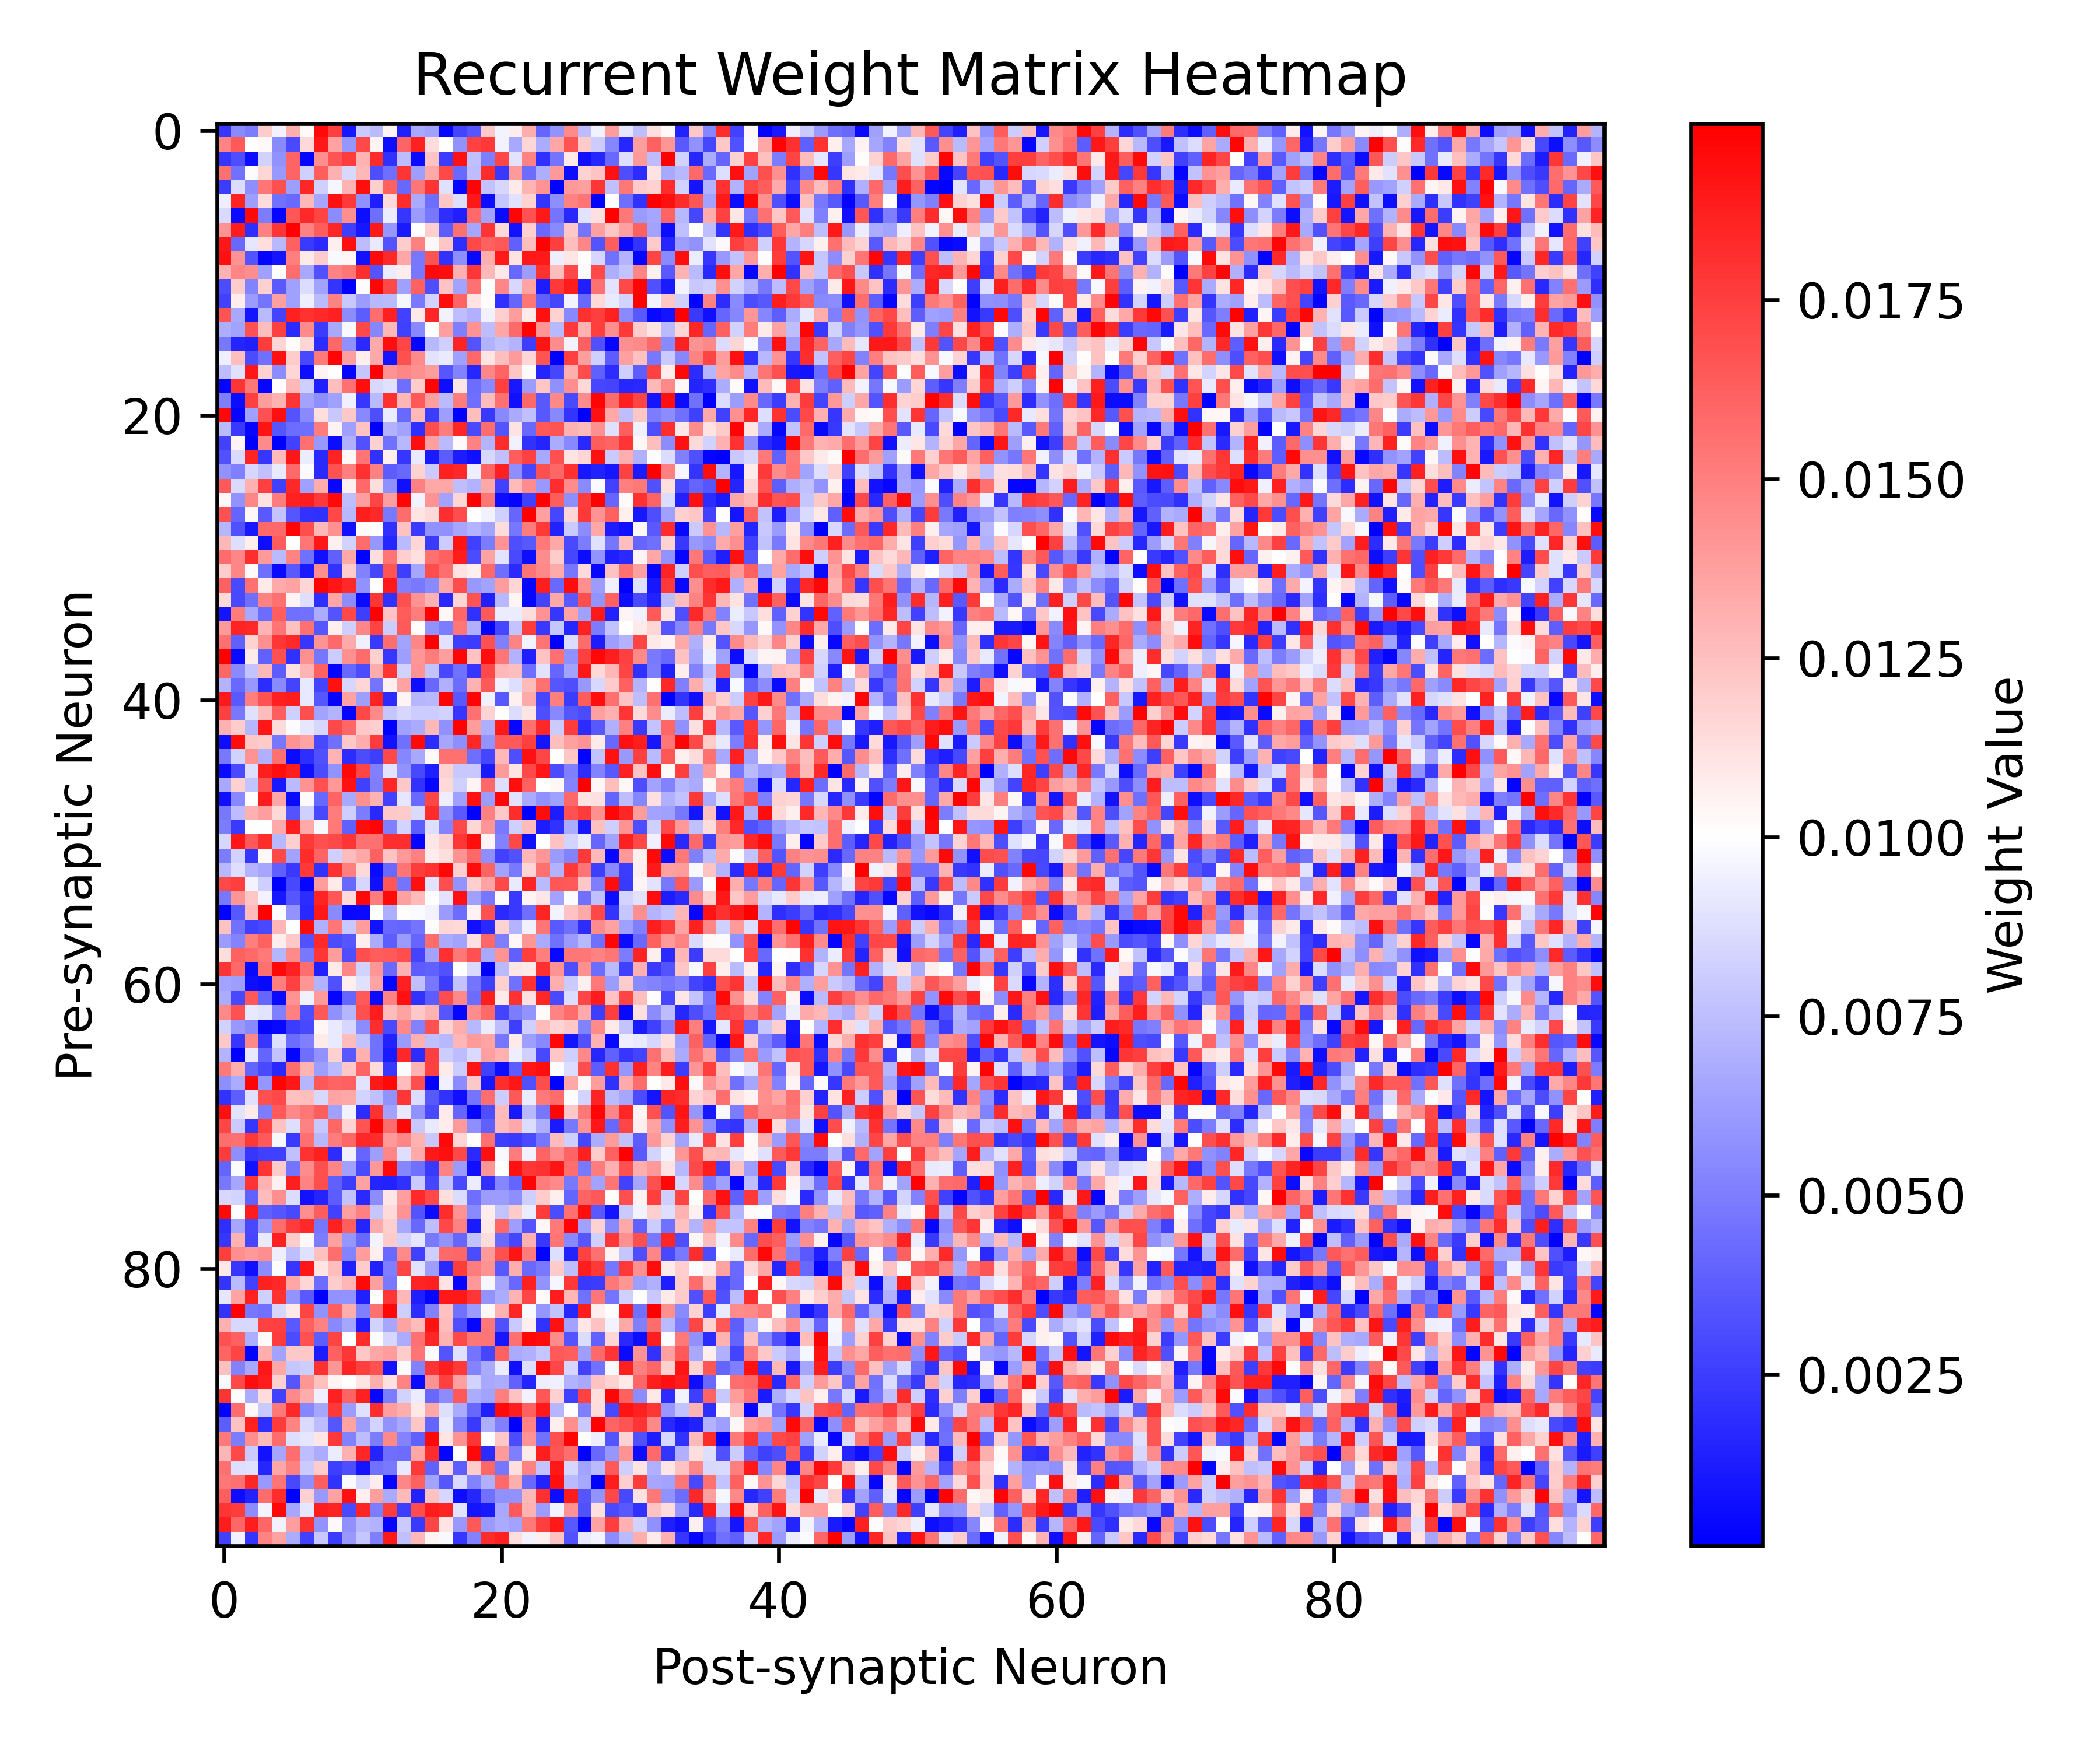 Recurrent Weight Matrix Heatmap
0
20
40
60
80
Pre-synaptic Neuron
0 20 40 60 80
Post-synaptic Neuron
0.0175
0.0150
0.0125
0.0100
0.0075
0.0050
0.0025
Weight Value